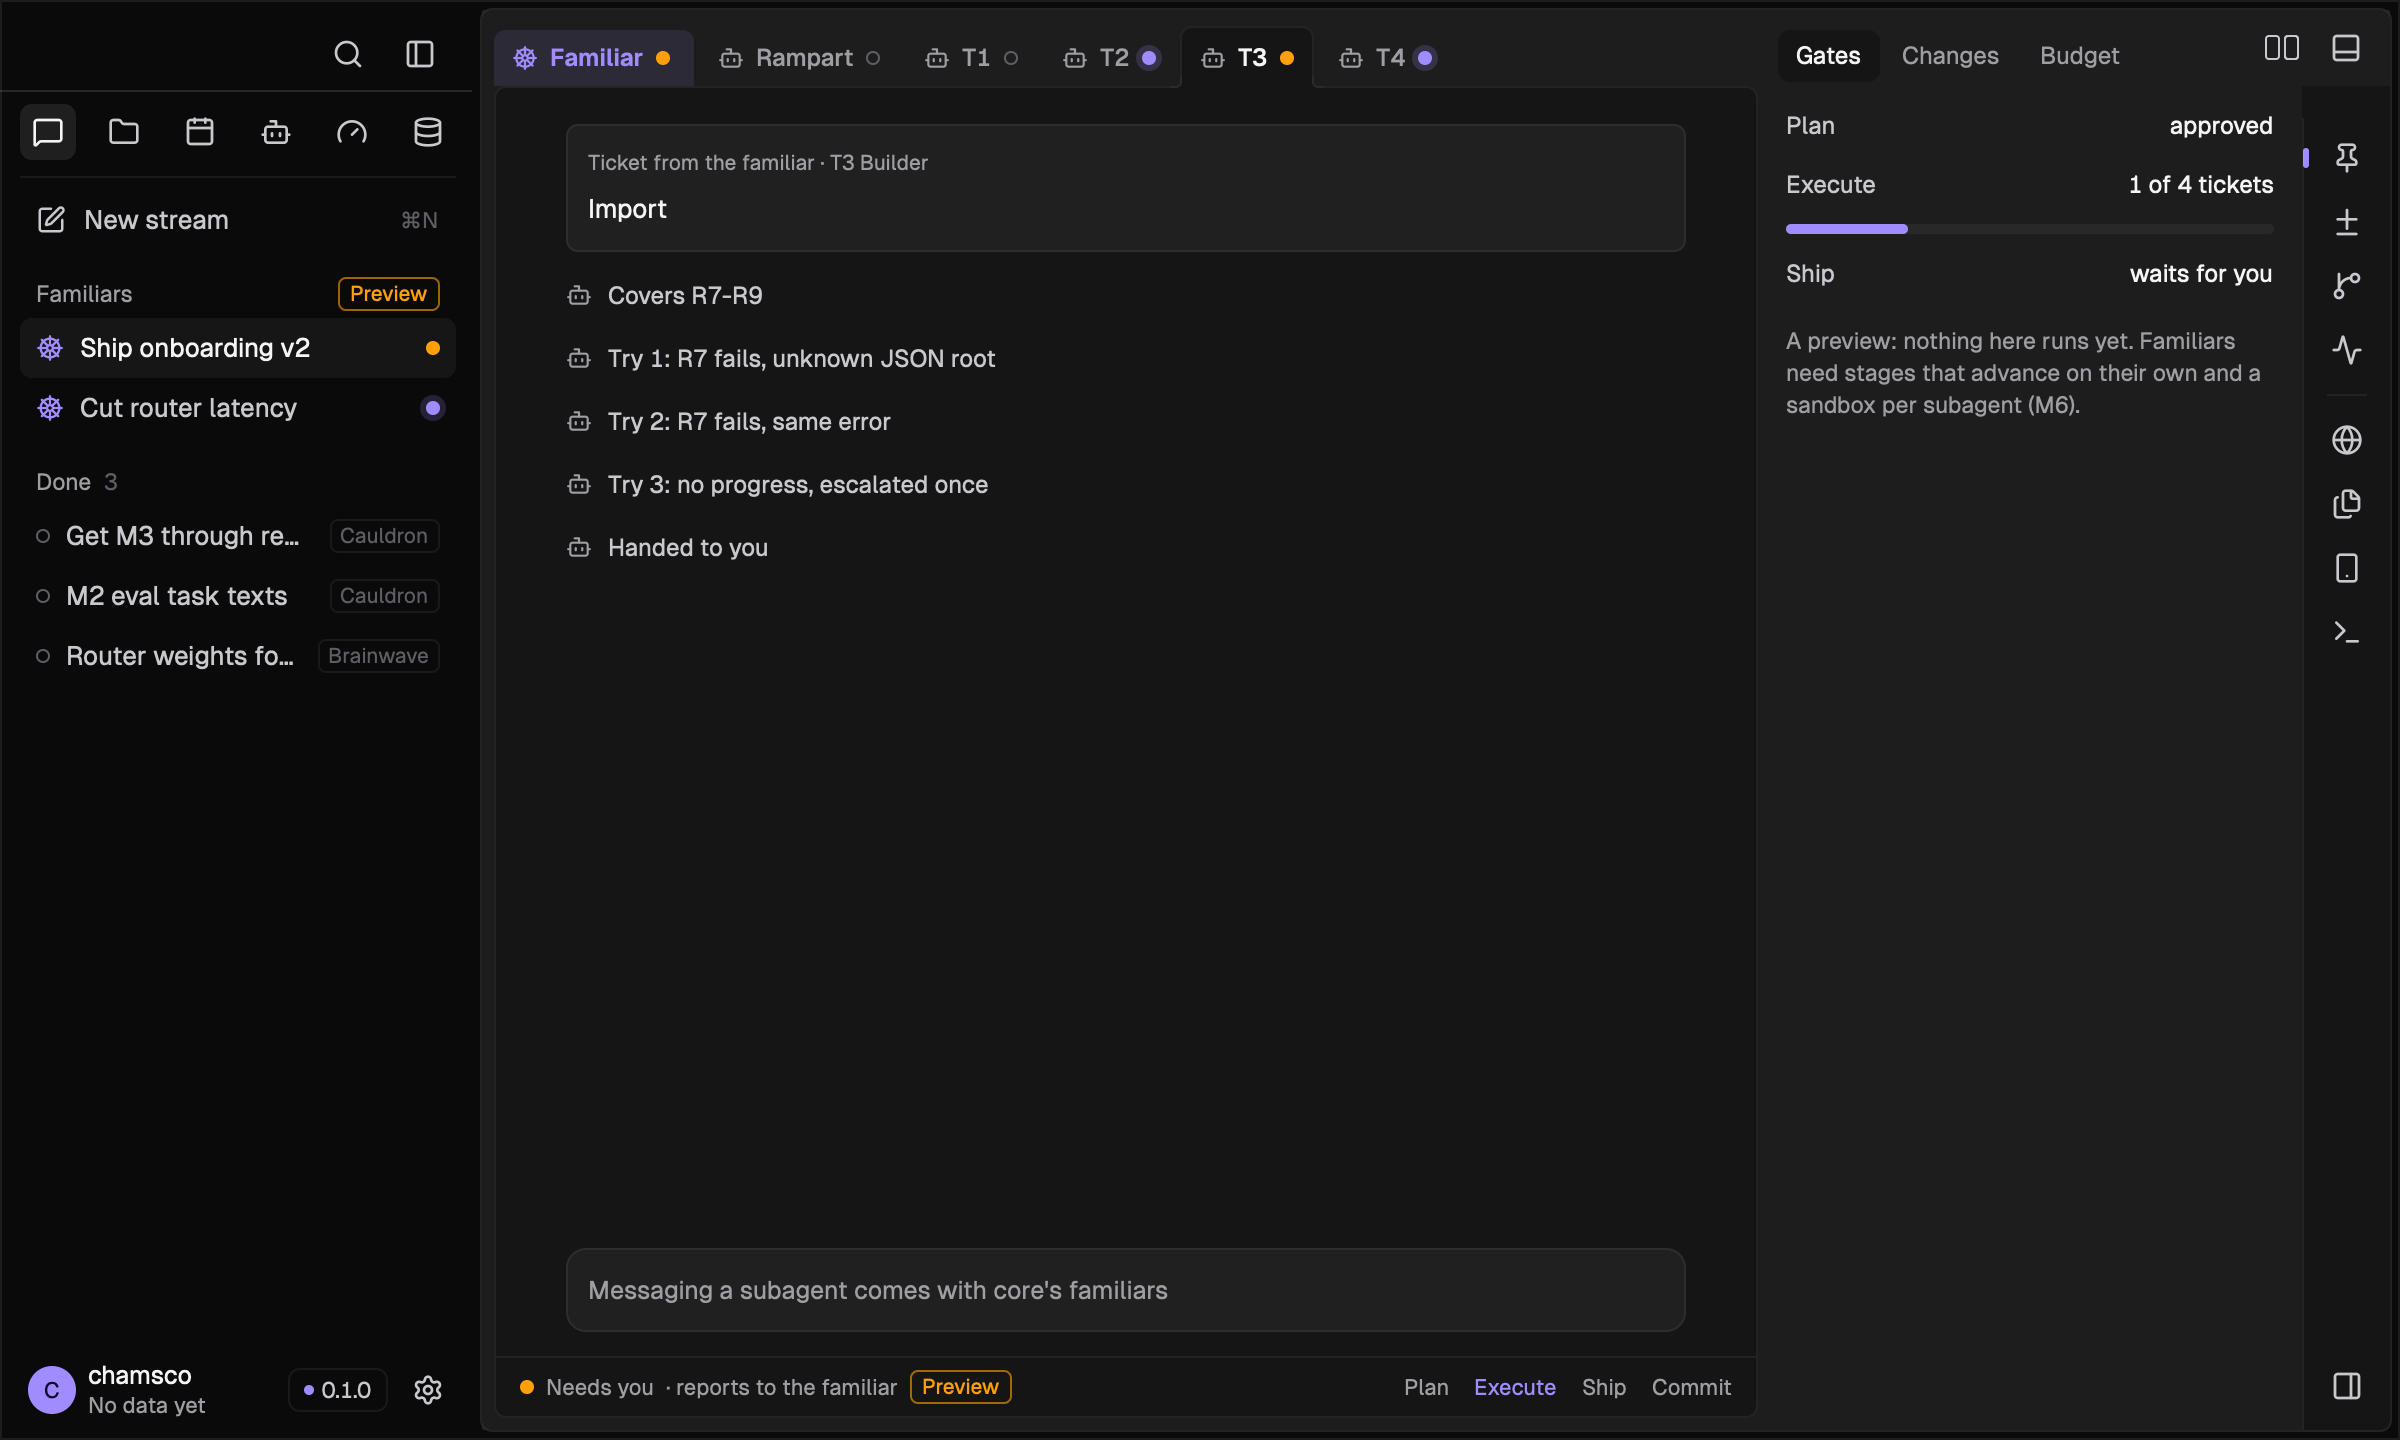 Familiar
Rampart
T1
T2
T3
T4
Gates
Changes
Budget
New stream
⌘N
Familiars
Preview
Ship onboarding v2
Cut router latency
Done 3
Get M3 through re...
Cauldron
M2 eval task texts
Cauldron
Router weights fo...
Brainwave
C
chamsco
No data yet
0.1.0
Ticket from the familiar · T3 Builder
Import
Covers R7-R9
Try 1: R7 fails, unknown JSON root
Try 2: R7 fails, same error
Try 3: no progress, escalated once
Handed to you
Messaging a subagent comes with core's familiars
Needs you · reports to the familiar
Preview
Plan
Execute
Ship
Commit
Plan
approved
Execute
1 of 4 tickets
Ship
waits for you
A preview: nothing here runs yet. Familiars
need stages that advance on their own and a
sandbox per subagent (M6).